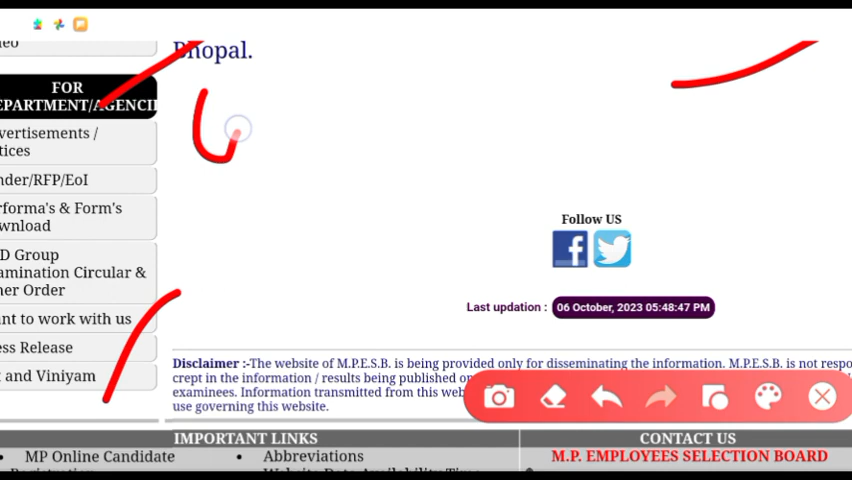 Bhopal.
FOR
EPARTMENT/AGENCI
vertisements /
tices
nder/RFP/EoI
rforma's & Form's
wnload
D Group
amination Circular &
her Order
ant to work with us
ess Release
t and Viniyam
Follow US
Last updation : 06 October, 2023 05:48:47 PM
Disclaimer :-The website of M.P.E.S.B. is being provided only for disseminating the information. M.P.E.S.B. is not respo
crept in the information / results being published o
examinees. Information transmitted from this web
use governing this website.
IMPORTANT LINKS
MP Online Candidate
Abbreviations
CONTACT US
M.P. EMPLOYEES SELECTION BOARD